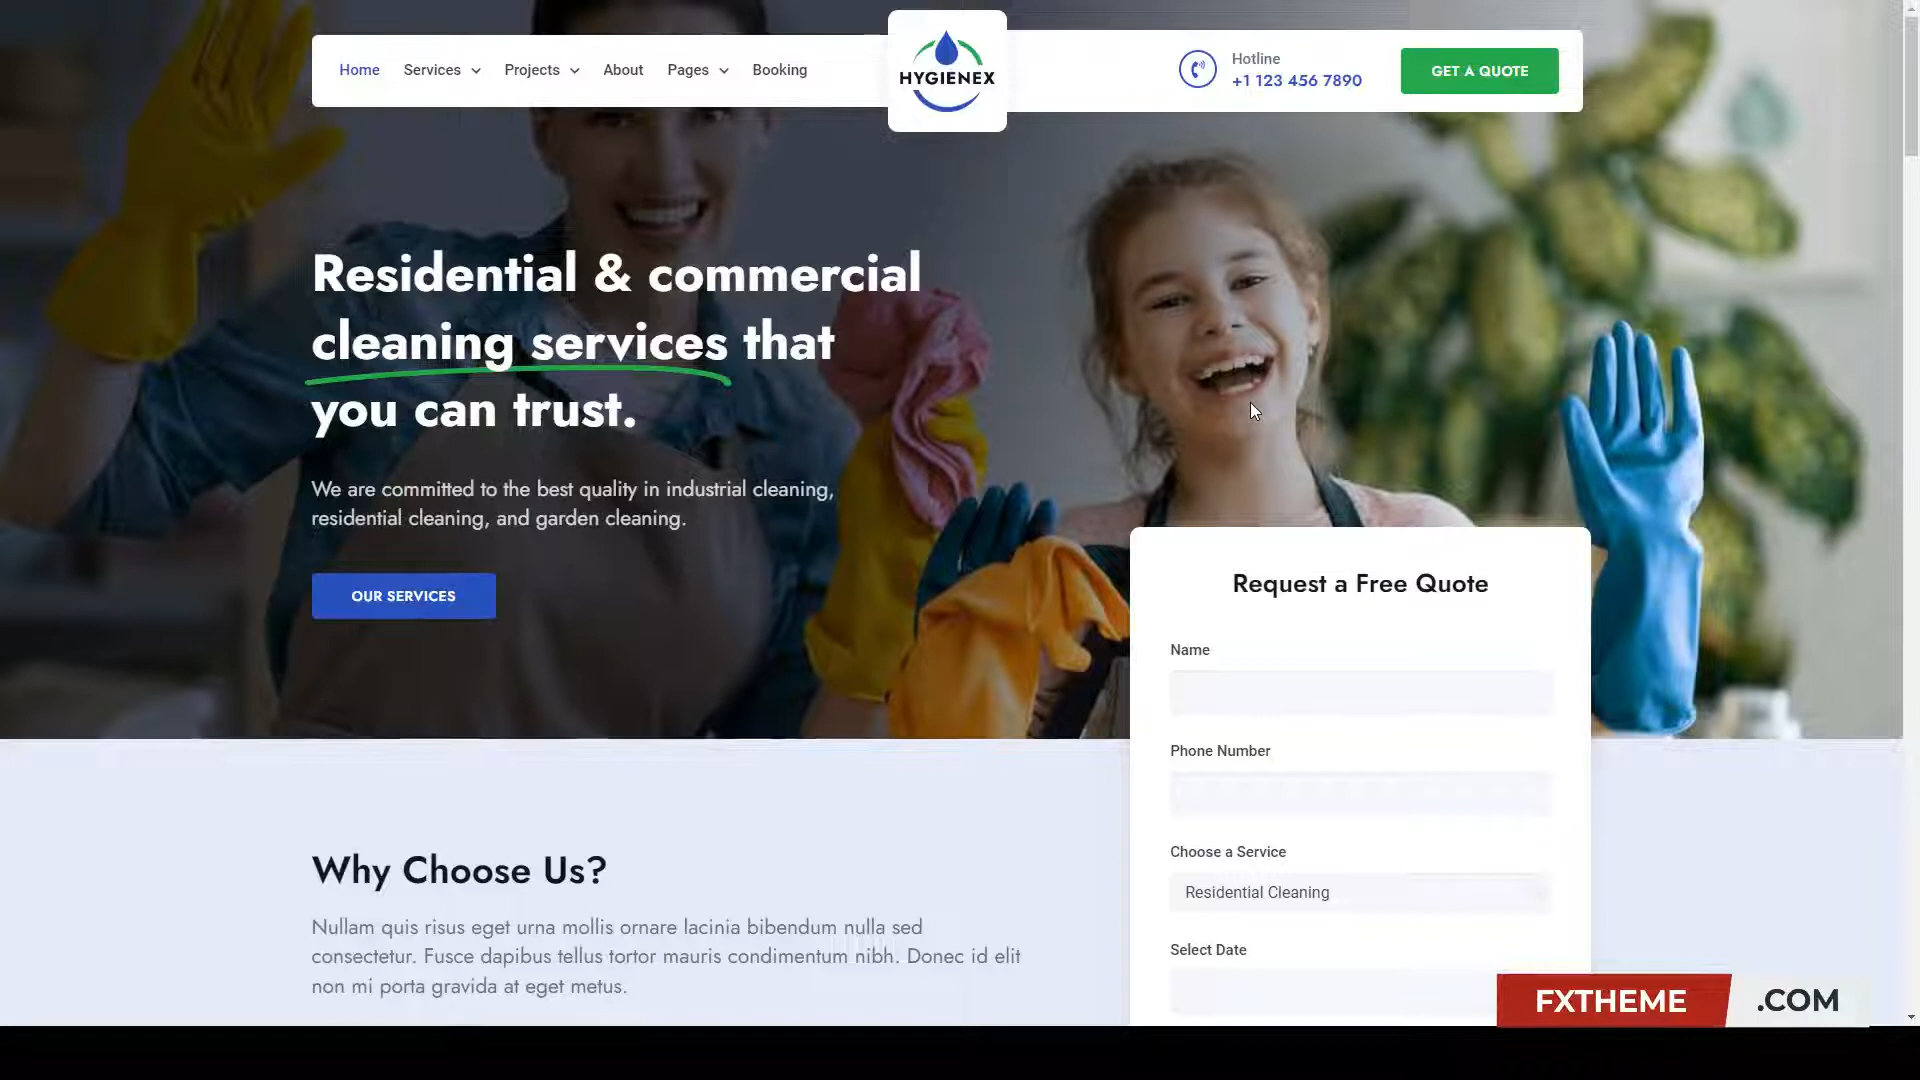 Home Services Projects About Pages Booking
HYGIENEX
Hotline
+1 123 456 7890
GET A QUOTE
Residential & commercial
cleaning services that
you can trust.
We are committed to the best quality in industrial cleaning,
residential cleaning, and garden cleaning.
OUR SERVICES
Request a Free Quote
Name
Phone Number
Choose a Service
Residential Cleaning
Select Date
Why Choose Us?
Nullam quis risus eget urna mollis ornare lacinia bibendum nulla sed
consectetur. Fusce dapibus tellus tortor mauris condimentum nibh. Donec id elit
non mi porta gravida at eget metus.
FXTHEME .COM